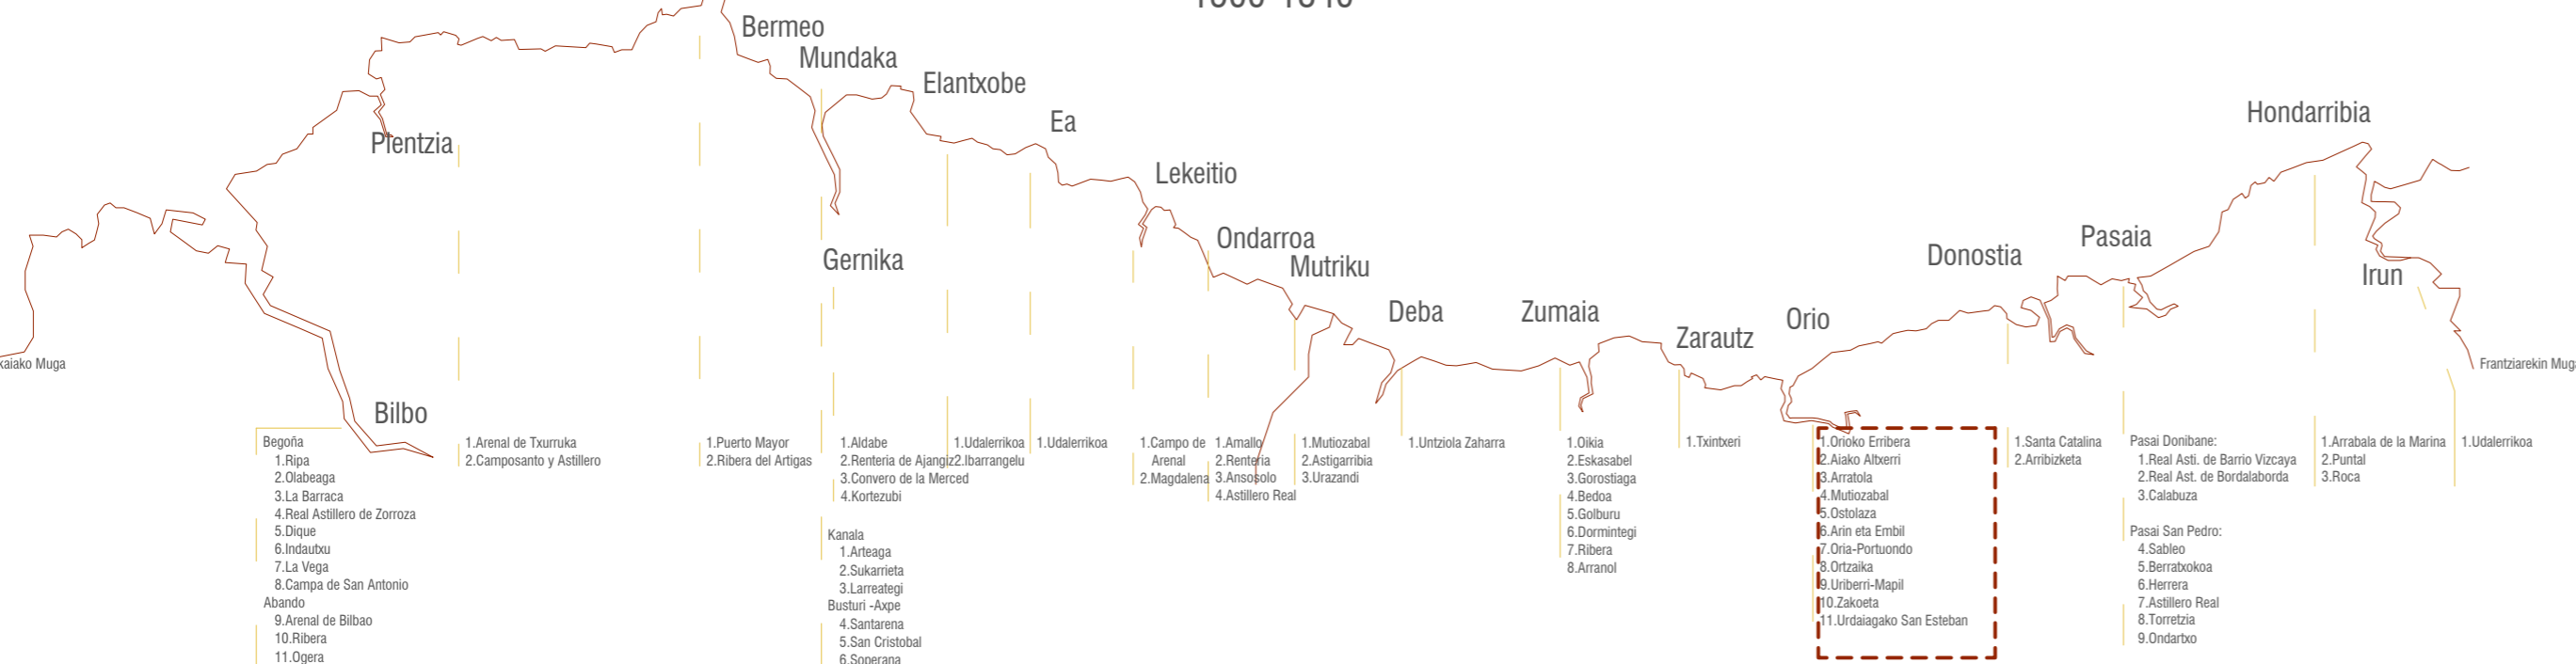 Bermeo
Mundaka
Elantxobe
Ea
Lekeitio
Plentzia
Gernika
Ondarroa
Mutriku
Deba
Zumaia
Zarautz
Orio
Donostia
Pasaia
Hondarribia
Irun
Muga
Frantziarekin
Bilbo
Begoña
1.Ripa
2.Olabeaga
3.La Barraca
4.Real Astillero de Zorroza
5.Dique
6.Indautxu
7.La Vega
8.Campa de San Antonio
Abando
9.Arenal de Bilbao
10.Ribera
11.Ogera
1.Arenal de Txurruka
2.Camposanto y Astillero
1.Puerto Mayor
2.Ribera del Artigas
1.Aldabe
2.Renteria de Ajangiz
3.Convero de la Merced
4.Kortezubi
Kanala
1.Arteaga
2.Sukarrieta
3.Larreategi
Busturi -Axpe
4.Santarena
5.San Cristobal
6.Soperana
1.Udalerrikoa
2.Ibarrangelu
1.Udalerrikoa
1.Campo de
Arenal
2.Magdalena
1.Amallo
2.Renteria
3.Ansosolo
4.Astillero Real
1.Mutiozabal
2.Astigarribia
3.Urazandi
1.Untziola Zaharra
1.Oikia
2.Eskasabel
3.Gorostiaga
4.Bedoa
5.Golburu
6.Dormintegi
7.Ribera
8.Arranol
1.Txintxeri
1.Orioko Erribera
2.Aiako Altxerri
3.Arratola
4.Mutiozabal
5.Ostolaza
6.Arin eta Embil
7.Oria-Portuondo
8.Ortzaika
9.Uriberri-Mapil
10.Zakoeta
11.Urdaiagako San Esteban
1.Santa Catalina
2.Arribizketa
Pasai Donibane:
1.Real Asti. de Barrio Vizcaya
2.Real Ast. de Bordalaborda
3.Calabuza
Pasai San Pedro:
4.Sableo
5.Berratxokoa
6.Herrera
7.Astillero Real
8.Torretzia
9.Ondartxo
1.Arrabala de la Marina
2.Puntal
3.Roca
1.Udalerrikoa